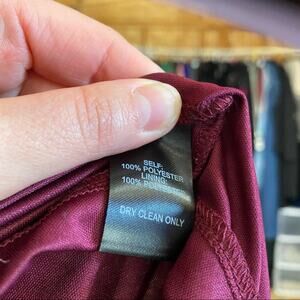 SELF:
100% POLYESTER
LINING:
100% POLYESTER
DRY CLEAN ONLY